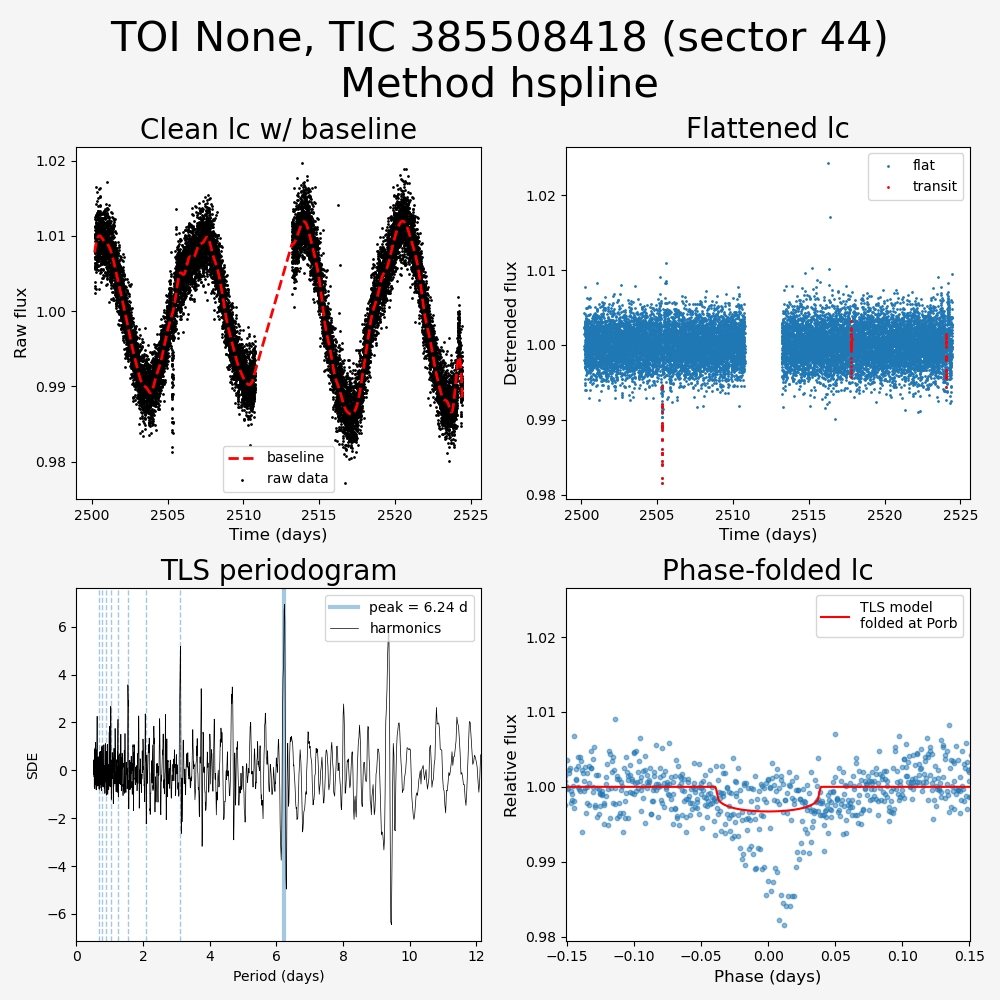 TOI None, TIC 385508418 (sector 44)
Method hspline
Clean lc w/ baseline
Raw flux
1.02
1.01
1.00
0.99
0.98
baseline
raw data
2500
2505
2510
2515
2520
2525
Time (days)
Flattened lc
Detrended flux
1.02
1.01
1.00
0.99
0.98
flat
transit
2500
2505
2510
2515
2520
2525
Time (days)
TLS periodogram
SDE
6
4
2
0
−2
−4
−6
peak = 6.24 d
harmonics
0
2
4
6
8
10
12
Period (days)
Phase-folded lc
Relative flux
1.02
1.01
1.00
0.99
0.98
TLS model
folded at Porb
−0.15
−0.10
−0.05
0.00
0.05
0.10
0.15
Phase (days)